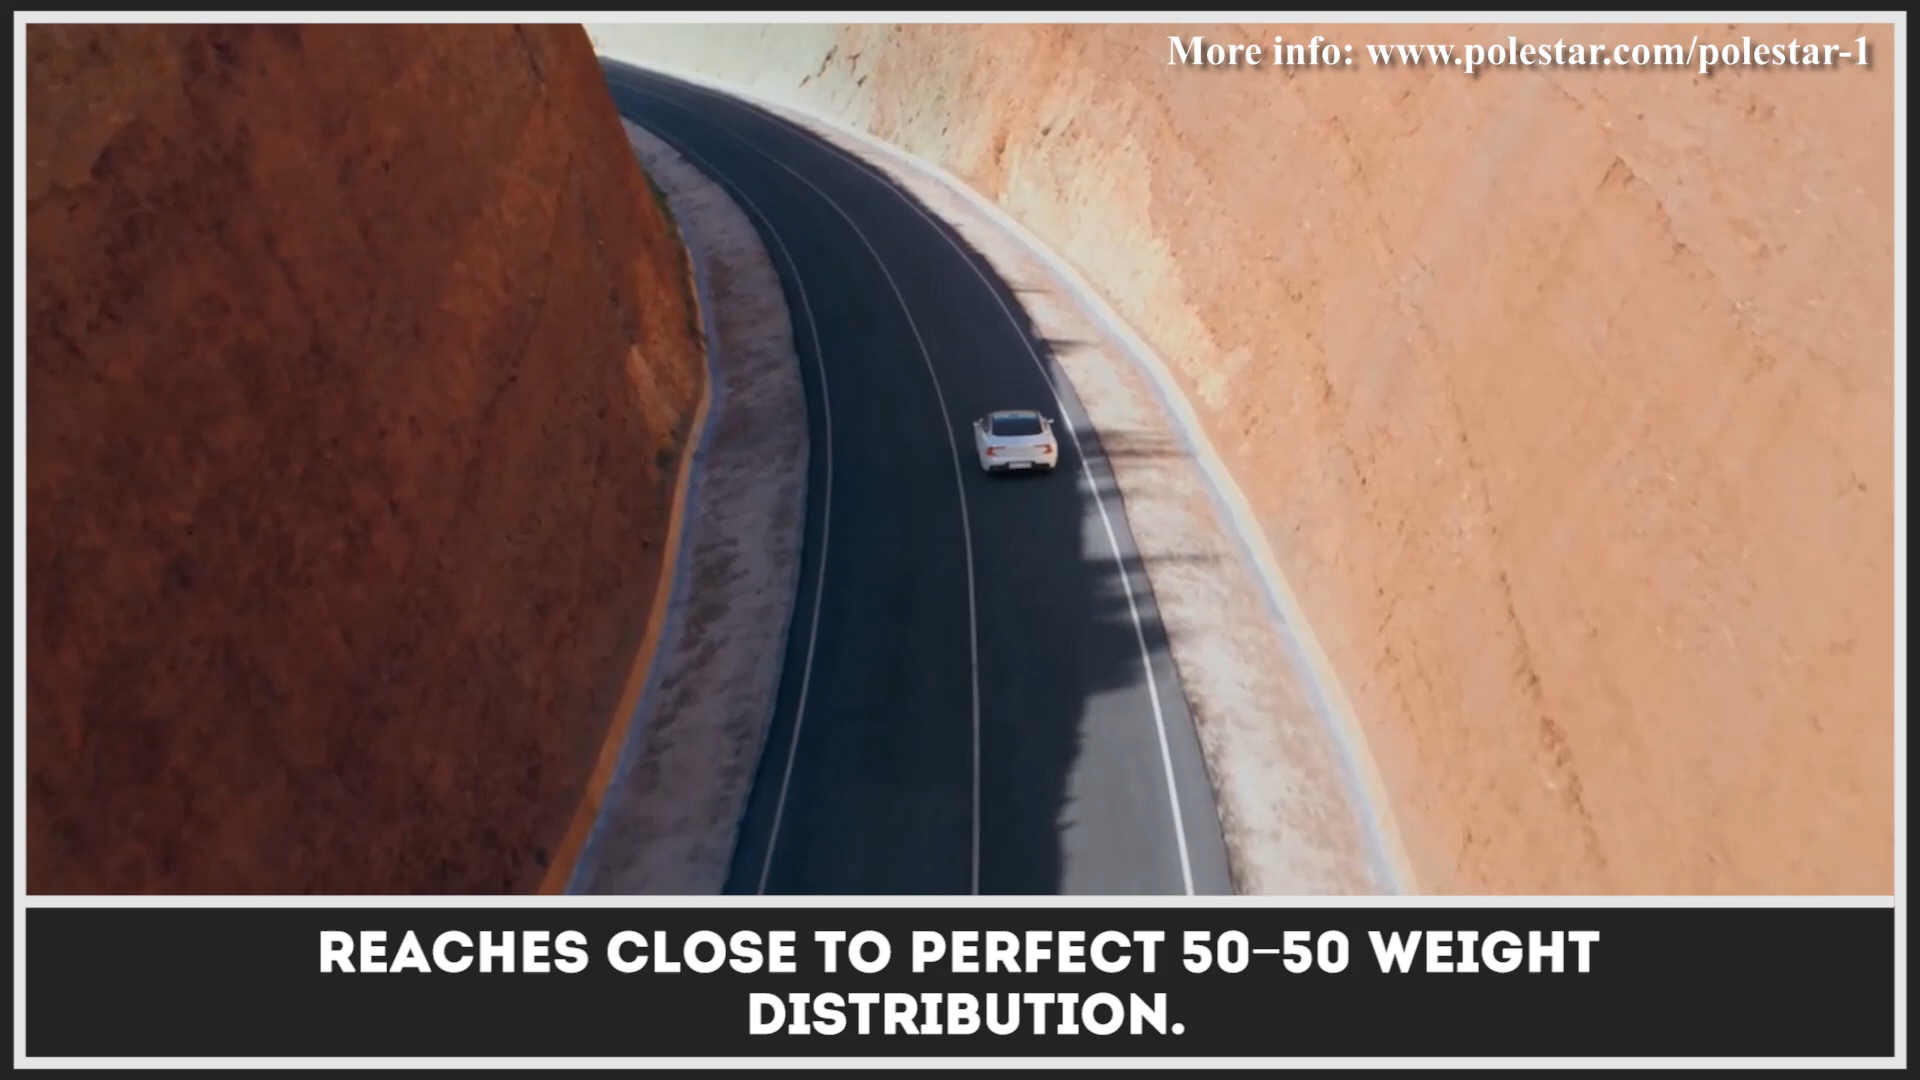 More info: www.polestar.com/polestar-1
REACHES CLOSE TO PERFECT 50–50 WEIGHT
DISTRIBUTION.